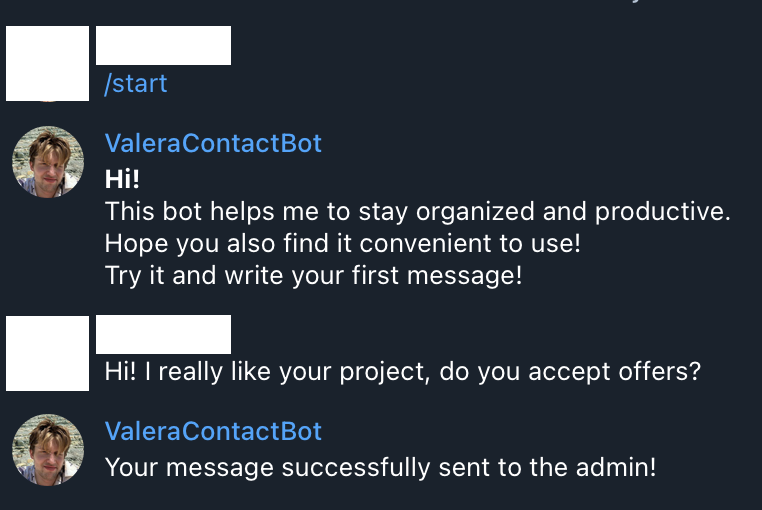 /start
ValeraContactBot
Hi!
This bot helps me to stay organized and productive.
Hope you also find it convenient to use!
Try it and write your first message!
Hi! I really like your project, do you accept offers?
ValeraContactBot
Your message successfully sent to the admin!